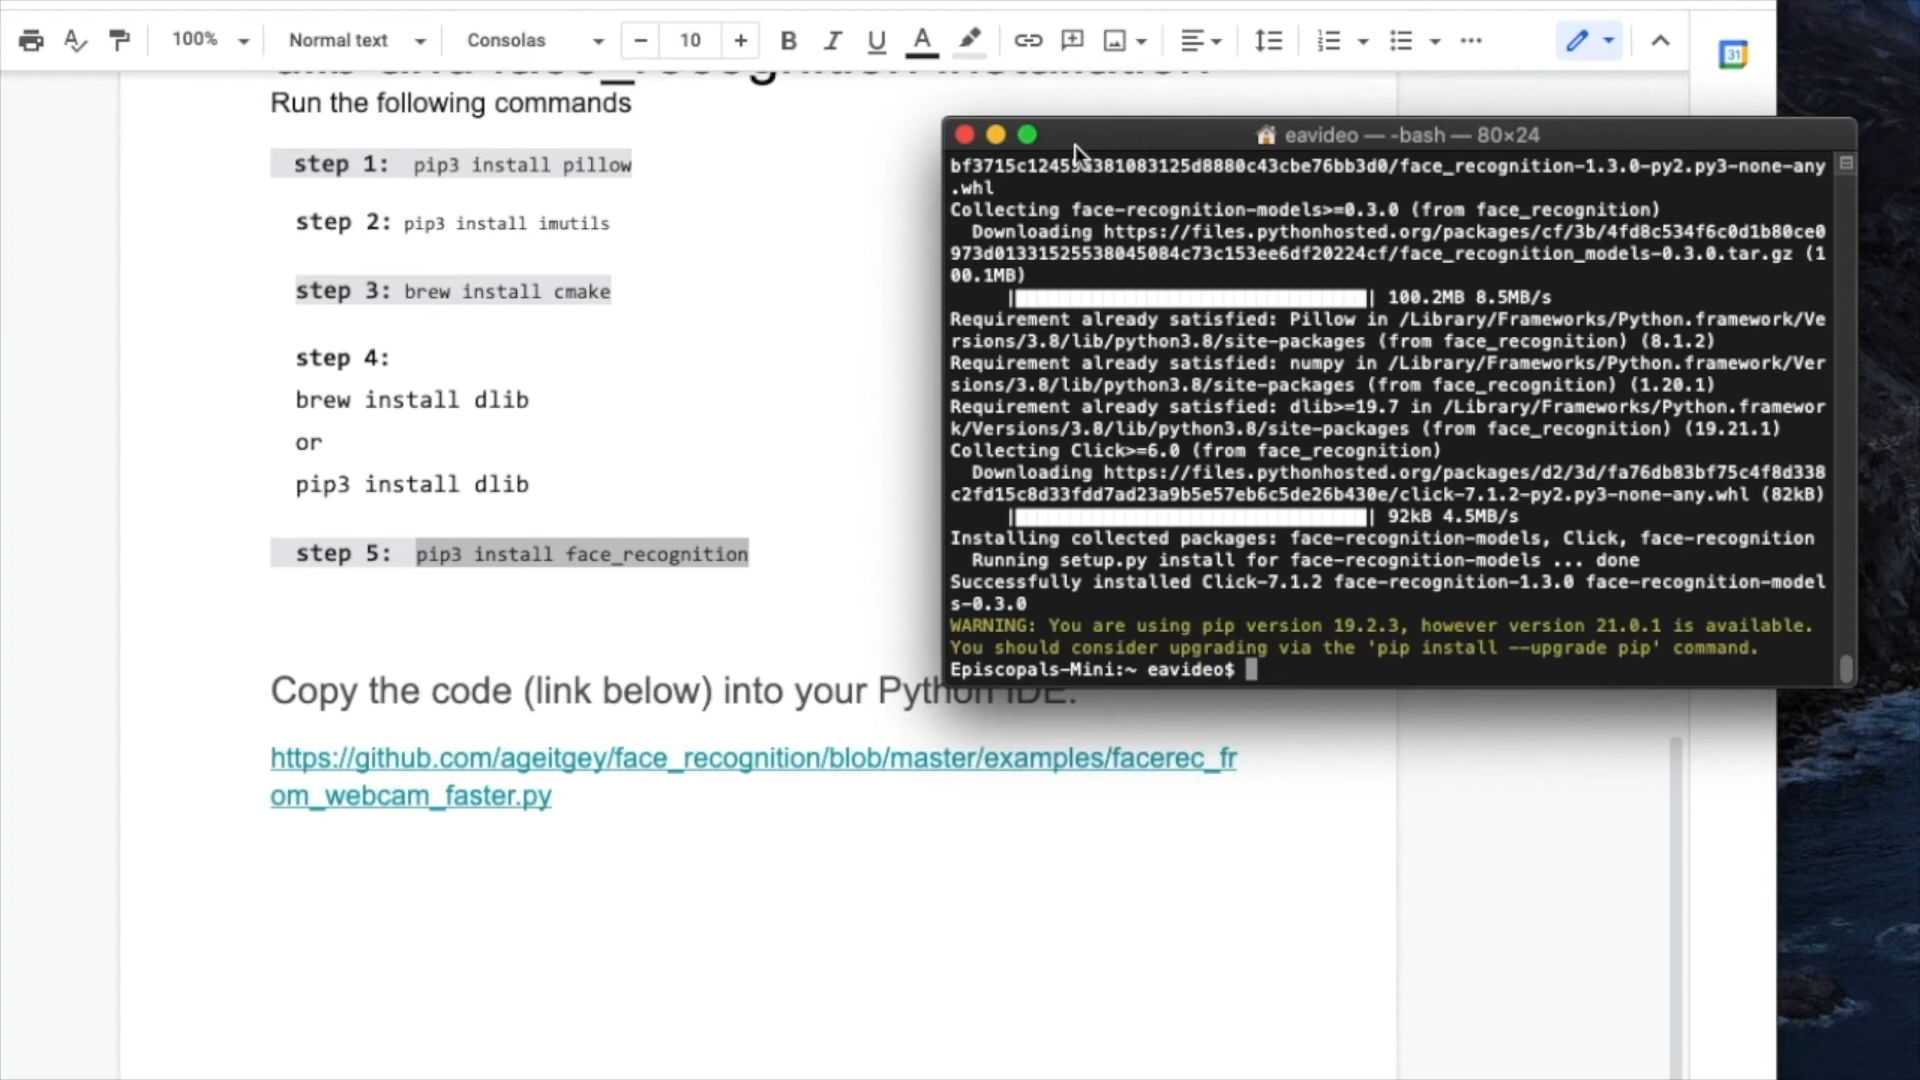 100%
Normal text
Consolas
10
B
I
U
A
31
Run the following commands
step 1: pip3 install pillow
step 2: pip3 install imutils
step 3: brew install cmake
step 4:
brew install dlib
or
pip3 install dlib
step 5: pip3 install face_recognition
Copy the code (link below) into your Python IDE.
https://github.com/ageitgey/face_recognition/blob/master/examples/facerec_fr
om_webcam_faster.py
eavideo — -bash — 80×24
381083125d8880c43cbe76bb3d0/face_recognition-1.3.0-py2.py3-none-any
.whl
Collecting face-recognition-models>=0.3.0 (from face_recognition)
Downloading https://files.pythonhosted.org/packages/cf/3b/4fd8c534f6c0d1b80ce0
973d01331525538045084c73c153ee6df20224cf/face_recognition_models-0.3.0.tar.gz (1
00.1MB)
100.2MB 8.5MB/s
Requirement already satisfied: Pillow in /Library/Frameworks/Python.framework/Ve
rsions/3.8/lib/python3.8/site-packages (from face_recognition) (8.1.2)
Requirement already satisfied: numpy in /Library/Frameworks/Python.framework/Ver
sions/3.8/lib/python3.8/site-packages (from face_recognition) (1.20.1)
Requirement already satisfied: dlib>=19.7 in /Library/Frameworks/Python.framewor
k/Versions/3.8/lib/python3.8/site-packages (from face_recognition) (19.21.1)
Collecting Click>=6.0 (from face_recognition)
Downloading https://files.pythonhosted.org/packages/d2/3d/fa76db83bf75c4f8d338
c2fd15c8d33fdd7ad23a9b5e57eb6c5de26b430e/click-7.1.2-py2.py3-none-any.whl (82kB)
92kB 4.5MB/s
Installing collected packages: face-recognition-models, Click, face-recognition
Running setup.py install for face-recognition-models ... done
Successfully installed Click-7.1.2 face-recognition-1.3.0 face-recognition-model
s-0.3.0
WARNING: You are using pip version 19.2.3, however version 21.0.1 is available.
You should consider upgrading via the 'pip install --upgrade pip' command.
Episcopals-Mini:~ eavideo$